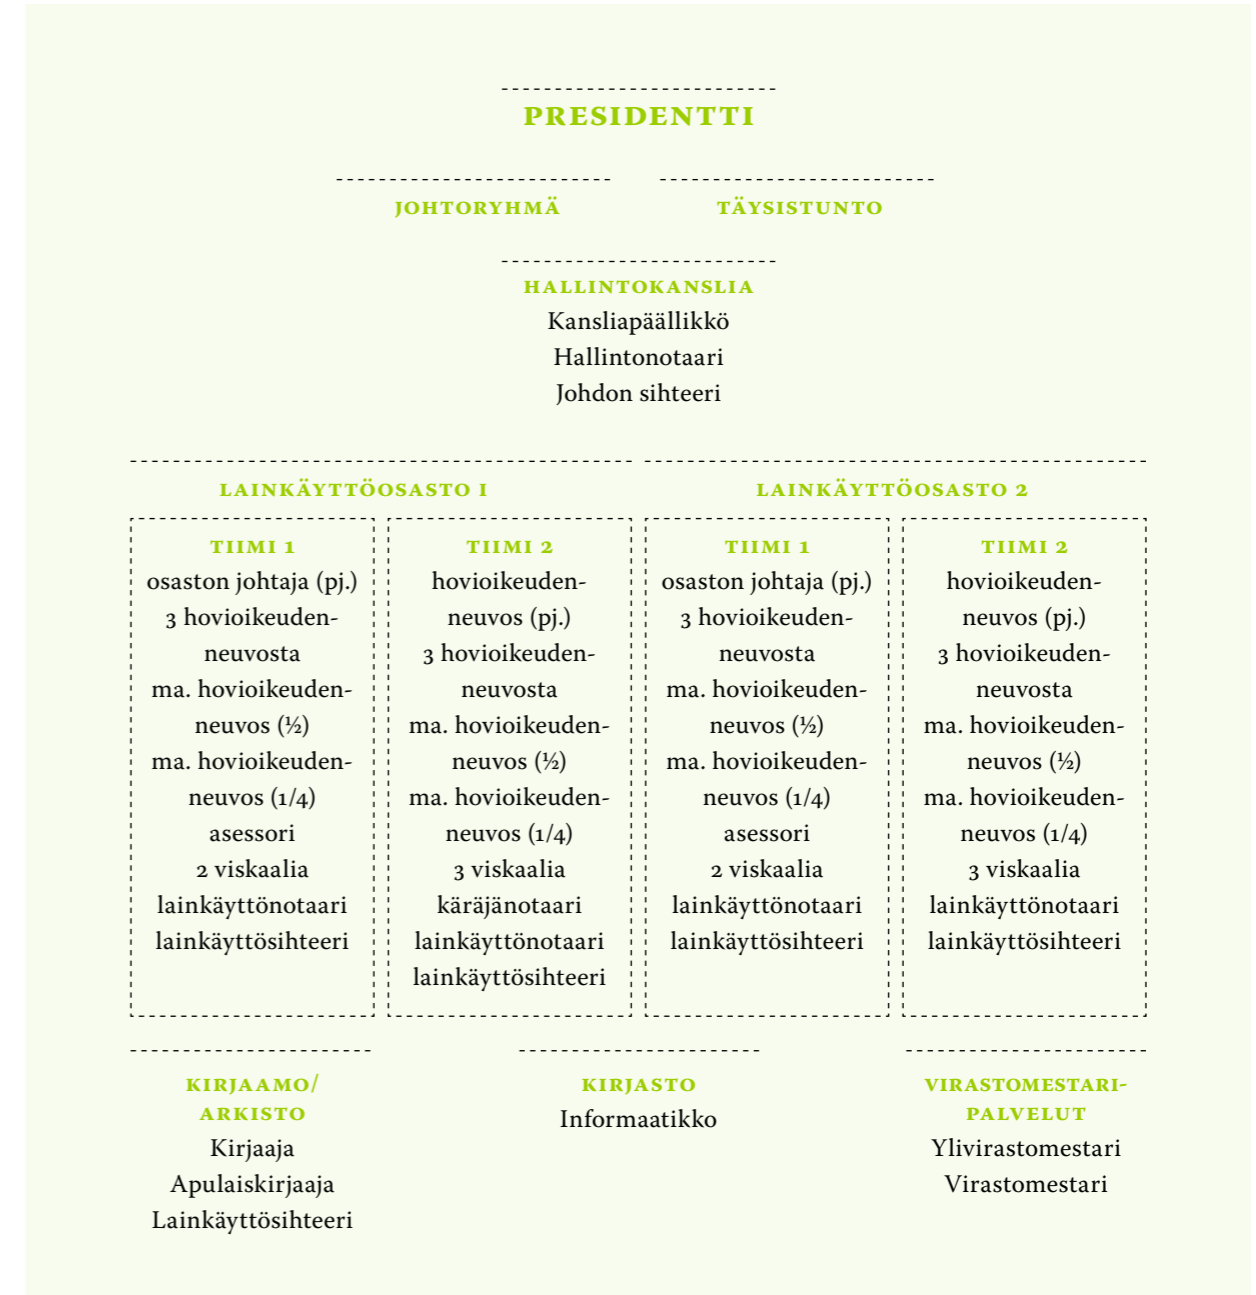 PRESIDENTTI
JOHTORYHMÄ
TÄYSISTUNTO
HALLINTOKANSLIA
Kansliapäällikkö
Hallintonotaari
Johdon sihteeri
LAINKÄYTTÖOSASTO I
TIIMI 1
osaston johtaja (pj.)
3 hovioikeuden-
neuvosta
ma. hovioikeuden-
neuvos (½)
ma. hovioikeuden-
neuvos (1/4)
asessori
2 viskaalia
lainkäyttönotaari
lainkäyttösihteeri
TIIMI 2
hovioikeuden-
neuvos (pj.)
3 hovioikeuden-
neuvosta
ma. hovioikeuden-
neuvos (½)
ma. hovioikeuden-
neuvos (1/4)
3 viskaalia
käräjänotaari
lainkäyttönotaari
lainkäyttösihteeri
LAINKÄYTTÖOSASTO 2
TIIMI 1
osaston johtaja (pj.)
3 hovioikeuden-
neuvosta
ma. hovioikeuden-
neuvos (½)
ma. hovioikeuden-
neuvos (1/4)
asessori
2 viskaalia
lainkäyttönotaari
lainkäyttösihteeri
TIIMI 2
hovioikeuden-
neuvos (pj.)
3 hovioikeuden-
neuvosta
ma. hovioikeuden-
neuvos (½)
ma. hovioikeuden-
neuvos (1/4)
3 viskaalia
lainkäyttönotaari
lainkäyttösihteeri
KIRJAAMO/
ARKISTO
Kirjaaja
Apulaiskirjaaja
Lainkäyttösihteeri
KIRJASTO
Informaatikko
VIRASTOMESTARI-
PALVELUT
Ylivirastomestari
Virastomestari